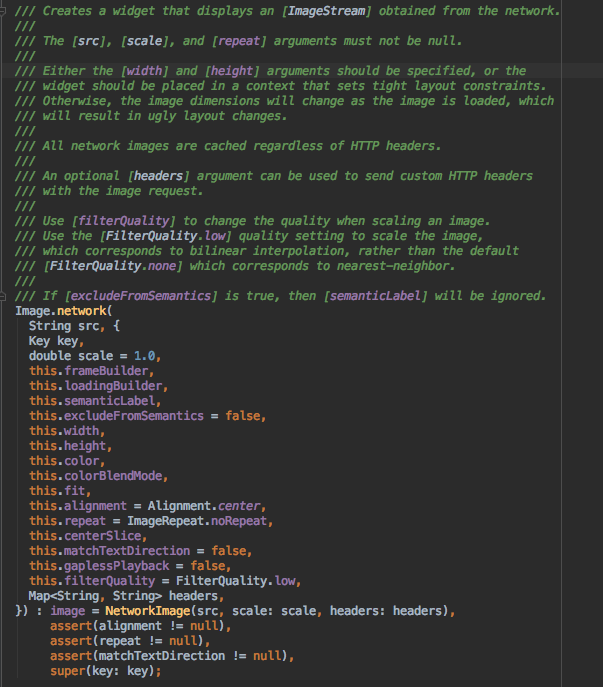 /// Creates a widget that displays an [ImageStream] obtained from the network.
///
/// The [src], [scale], and [repeat] arguments must not be null.
///
/// Either the [width] and [height] arguments should be specified, or the
/// widget should be placed in a context that sets tight layout constraints.
/// Otherwise, the image dimensions will change as the image is loaded, which
/// will result in ugly layout changes.
///
/// All network images are cached regardless of HTTP headers.
///
/// An optional [headers] argument can be used to send custom HTTP headers
/// with the image request.
///
/// Use [filterQuality] to change the quality when scaling an image.
/// Use the [FilterQuality.low] quality setting to scale the image,
/// which corresponds to bilinear interpolation, rather than the default
/// [FilterQuality.none] which corresponds to nearest-neighbor.
///
/// If [excludeFromSemantics] is true, then [semanticLabel] will be ignored.
Image.network(
  String src, {
  Key key,
  double scale = 1.0,
  this.frameBuilder,
  this.loadingBuilder,
  this.semanticLabel,
  this.excludeFromSemantics = false,
  this.width,
  this.height,
  this.color,
  this.colorBlendMode,
  this.fit,
  this.alignment = Alignment.center,
  this.repeat = ImageRepeat.noRepeat,
  this.centerSlice,
  this.matchTextDirection = false,
  this.gaplessPlayback = false,
  this.filterQuality = FilterQuality.low,
  Map<String, String> headers,
}) : image = NetworkImage(src, scale: scale, headers: headers),
     assert(alignment != null),
     assert(repeat != null),
     assert(matchTextDirection != null),
     super(key: key);